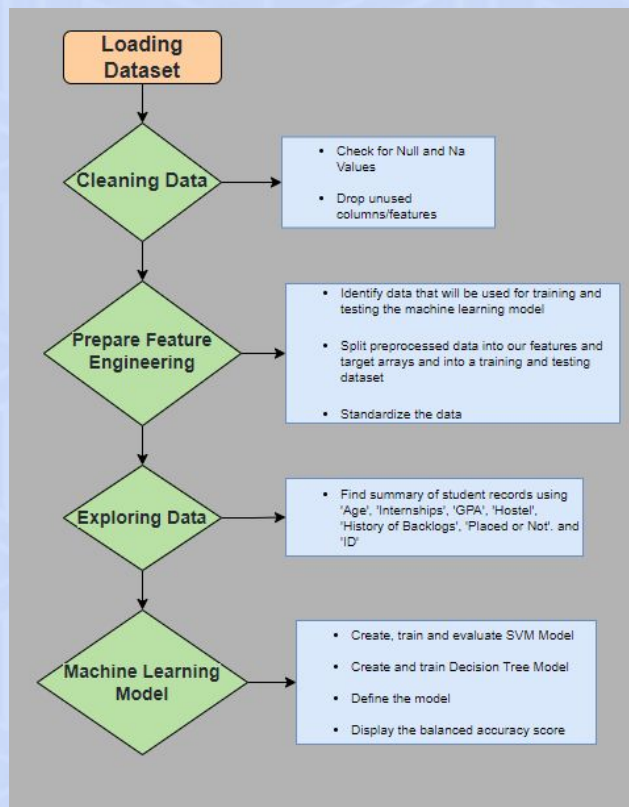 Loading
Dataset
Cleaning Data
• Check for Null and Na
Values
• Drop unused
columns/features
Prepare Feature
Engineering
• Identify data that will be used for training and
testing the machine learning model
• Split preprocessed data into our features and
target arrays and into a training and testing
dataset
• Standardize the data
Exploring Data
• Find summary of student records using
'Age', 'Internships', 'GPA', 'Hostel',
'History of Backlogs', 'Placed or Not'. and
'ID'
Machine Learning
Model
• Create, train and evaluate SVM Model
• Create and train Decision Tree Model
• Define the model
• Display the balanced accuracy score